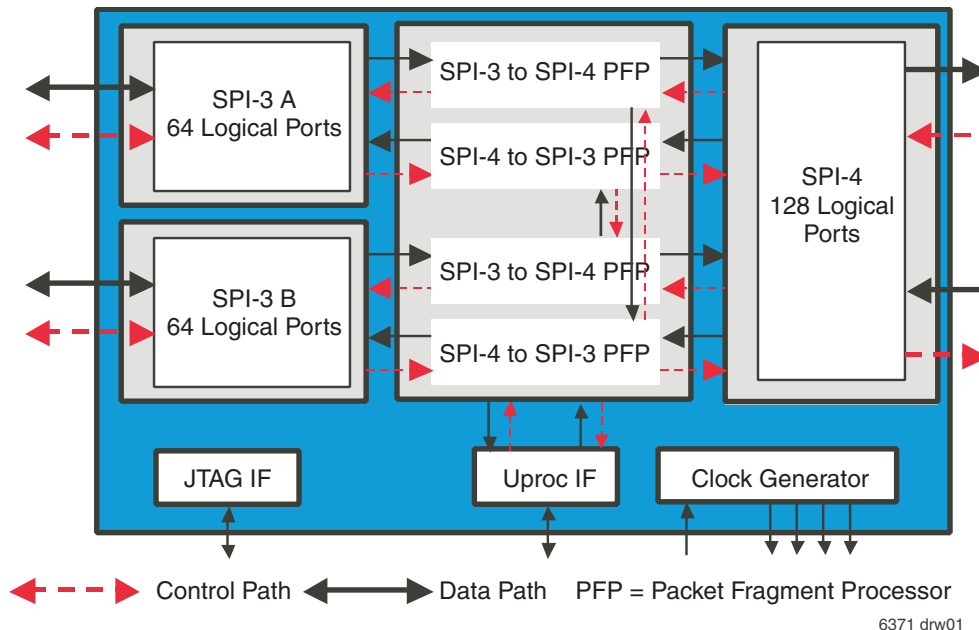 SPI-3 A
64 Logical Ports
SPI-3 to SPI-4 PFP
SPI-4 to SPI-3 PFP
SPI-4
128 Logical
Ports
SPI-3 B
64 Logical Ports
SPI-3 to SPI-4 PFP
SPI-4 to SPI-3 PFP
JTAG IF
Uproc IF
Clock Generator
Control Path
Data Path
PFP = Packet Fragment Processor
6371 drw01